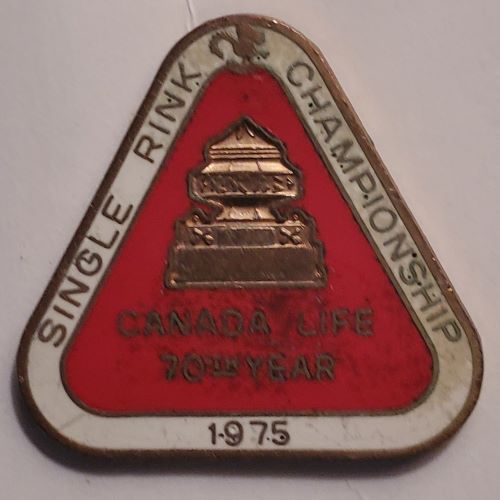 SINGLE RINK CHAMPIONSHIP
CANADA LIFE
70TH YEAR
1975